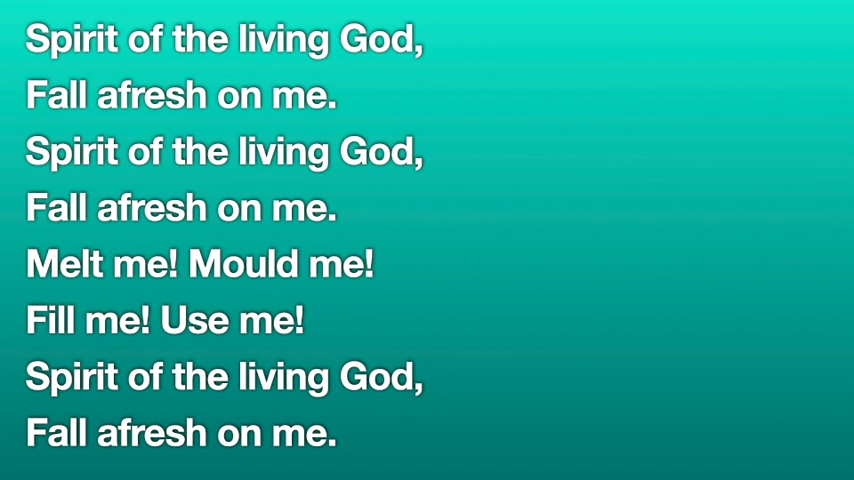 Spirit of the living God,
Fall afresh on me.
Spirit of the living God,
Fall afresh on me.
Melt me! Mould me!
Fill me! Use me!
Spirit of the living God,
Fall afresh on me.